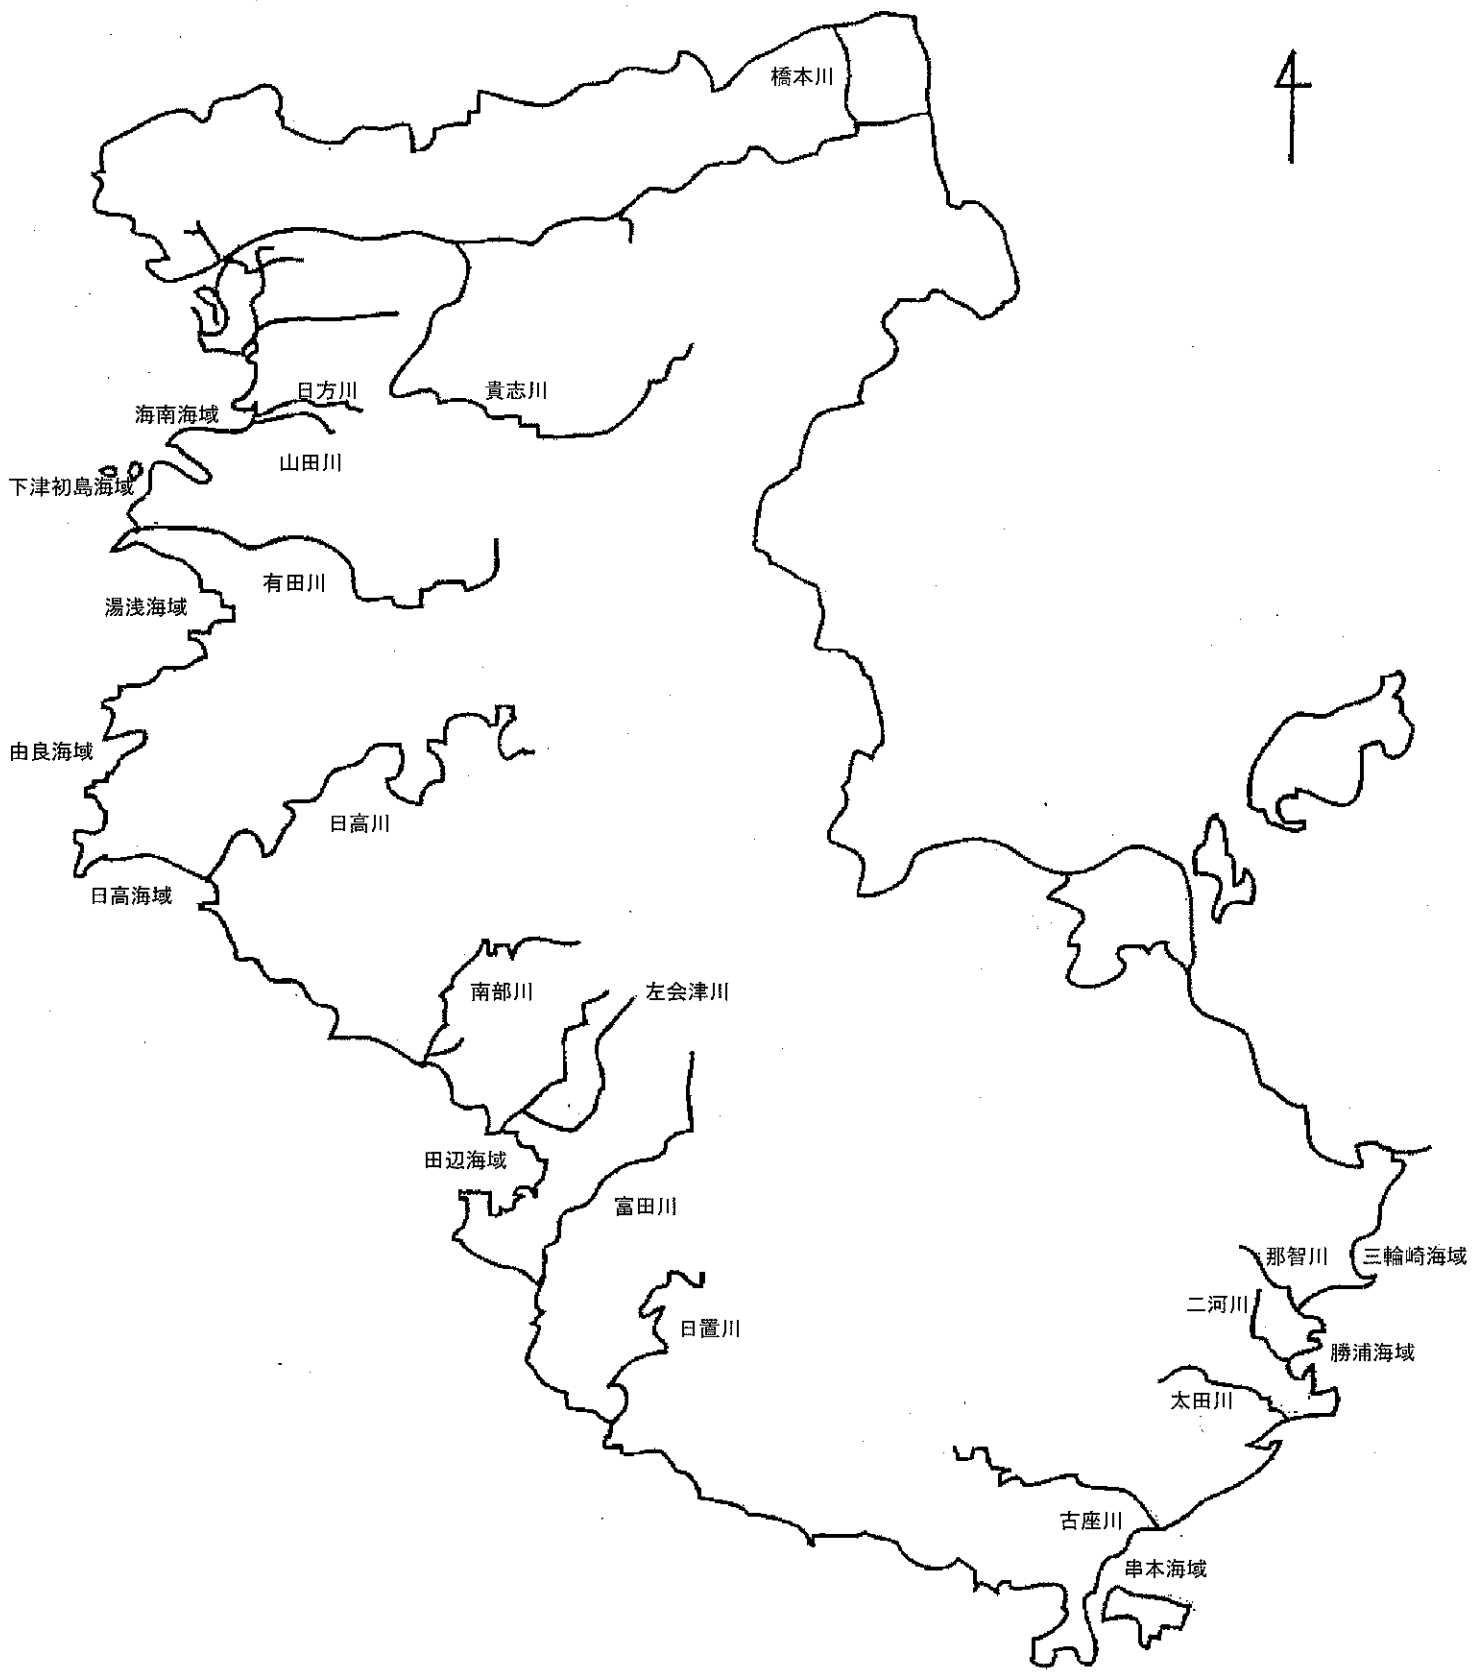 橋本川
日方川
貴志川
海南海域
山田川
下津初島海域
有田川
湯浅海域
由良海域
日高川
日高海域
南部川
左会津川
田辺海域
富田川
那智川
三輪崎海域
二河川
日置川
勝浦海域
太田川
古座川
串本海域